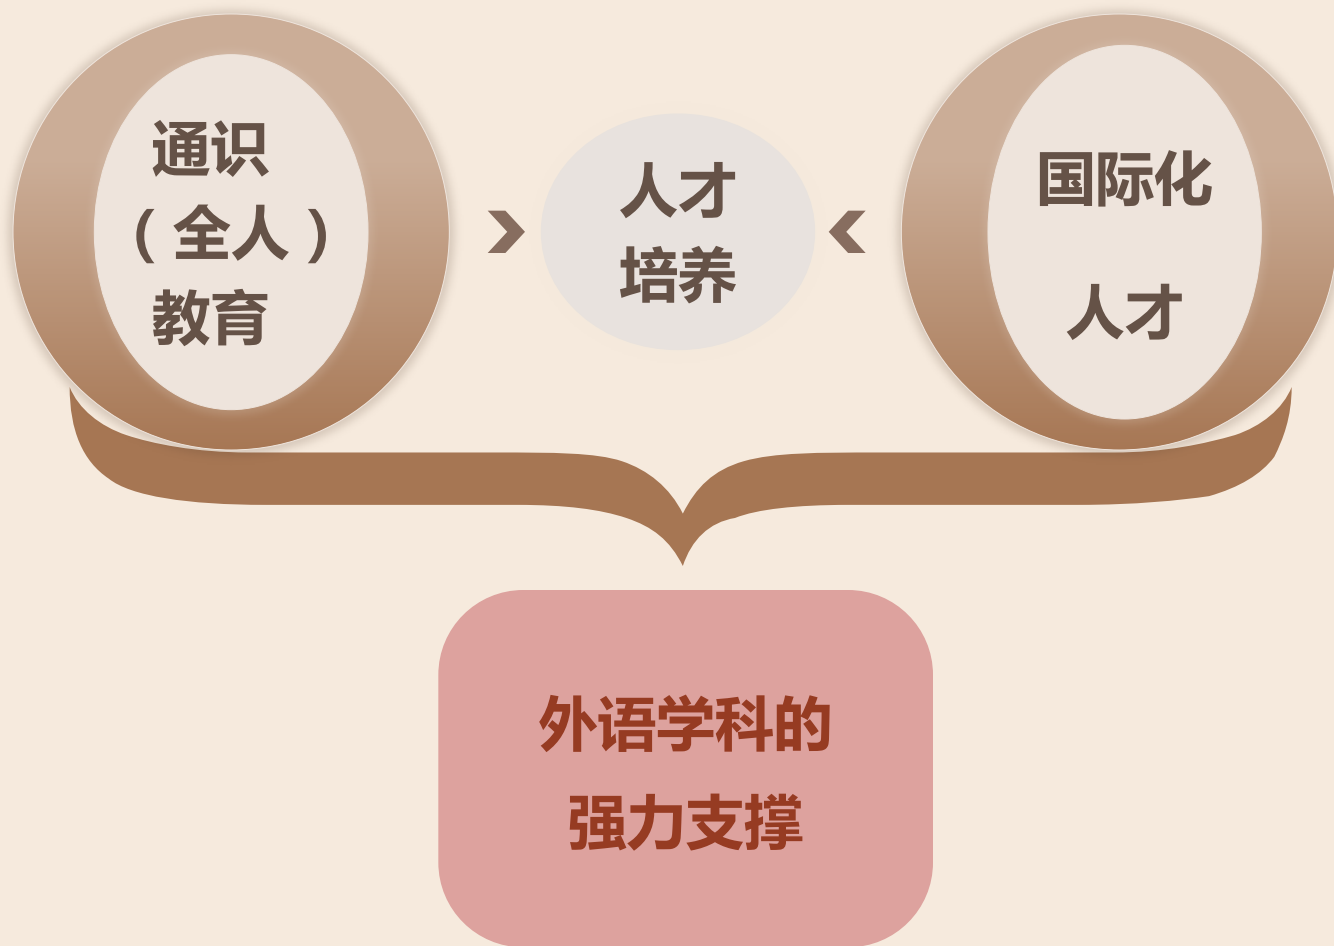 通识
（全人）
教育
人才
培养
国际化
人才
外语学科的
强力支撑